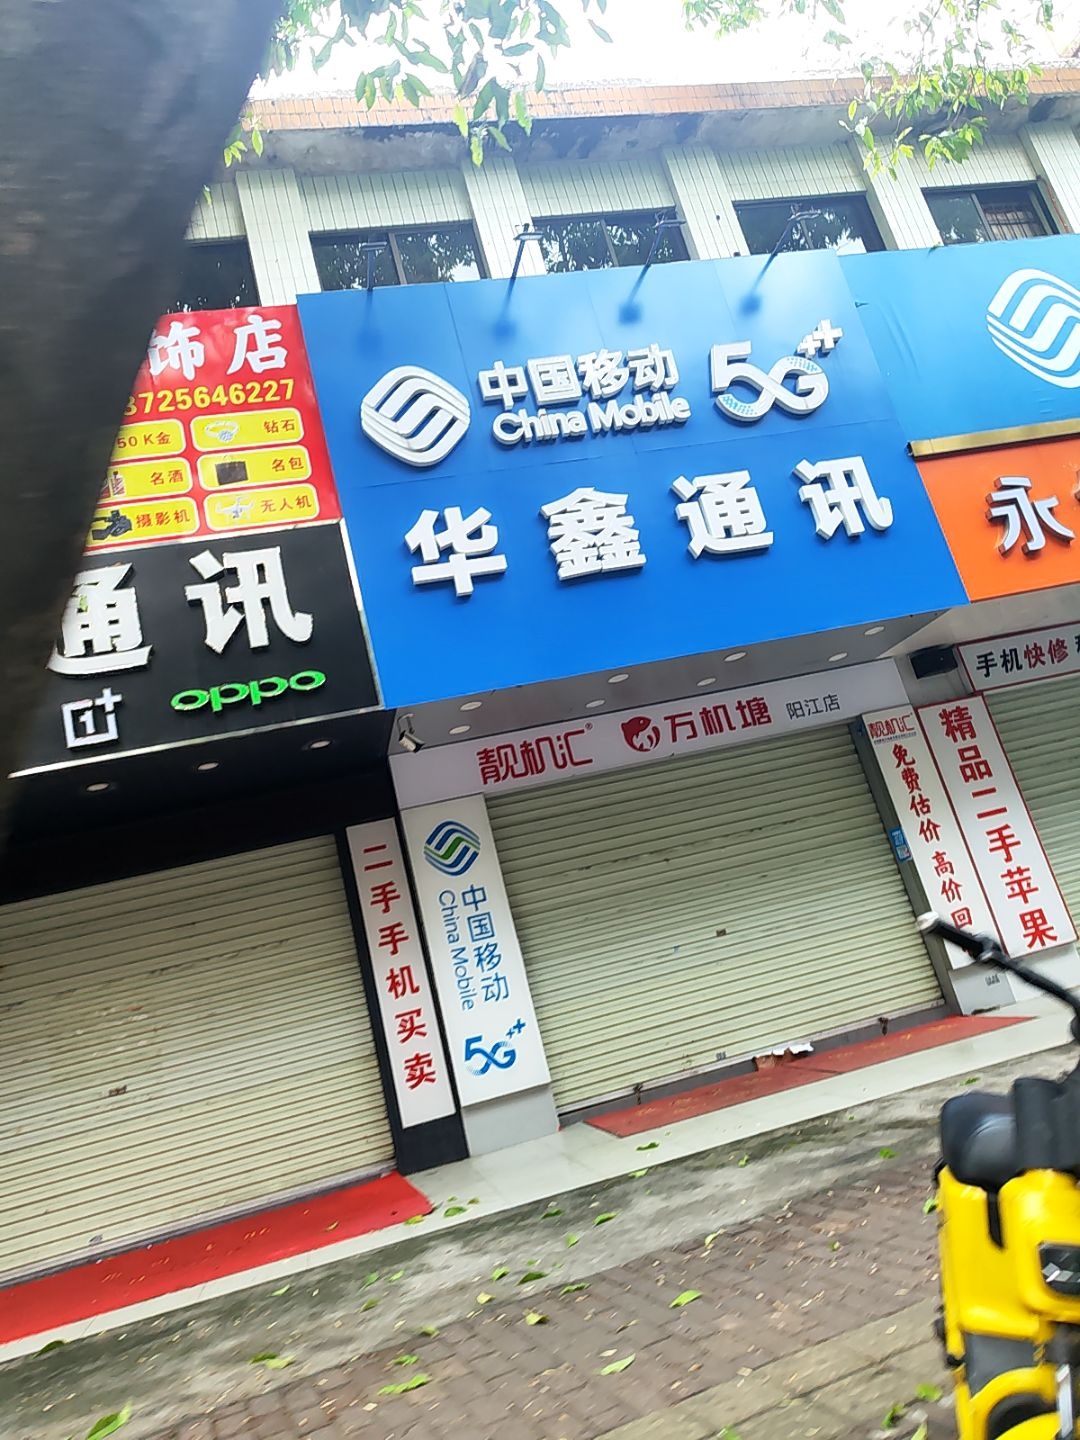 饰店
3725646227
50K金
钻石
名酒
名包
摄影机
无人机
通讯
1+
oppo
二手手机买卖
中国移动 5G++
China Mobile
华鑫通讯
靓机汇® 万机塘 阳江店
中国移动
China Mobile
5G++
靓机汇
免费估价 高价回
永
手机快修
精品二手苹果